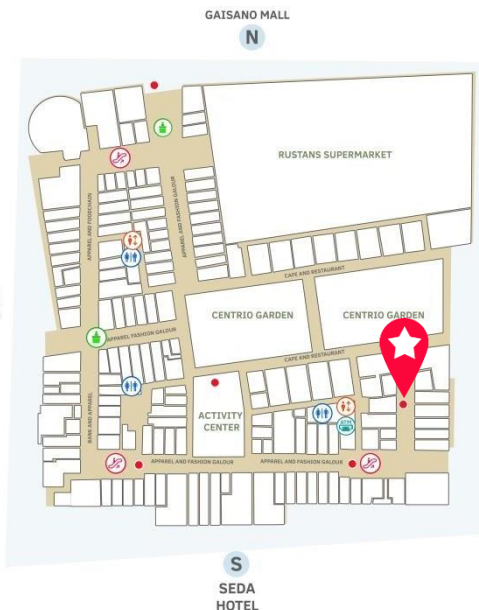 GAISANO MALL
N
RUSTANS SUPERMARKET
APPAREL AND FOODCHAIN
APPAREL AND FASHION GALOUR
CAFE AND RESTAURANT
CENTRIO GARDEN
CENTRIO GARDEN
APPAREL FASHION GALOUR
CAFE AND RESTAURANT
BANK AND APPAREL
ACTIVITY
CENTER
ATM
APPAREL AND FASHION GALOUR
APPAREL AND FASHION GALOUR
S
SEDA
HOTEL